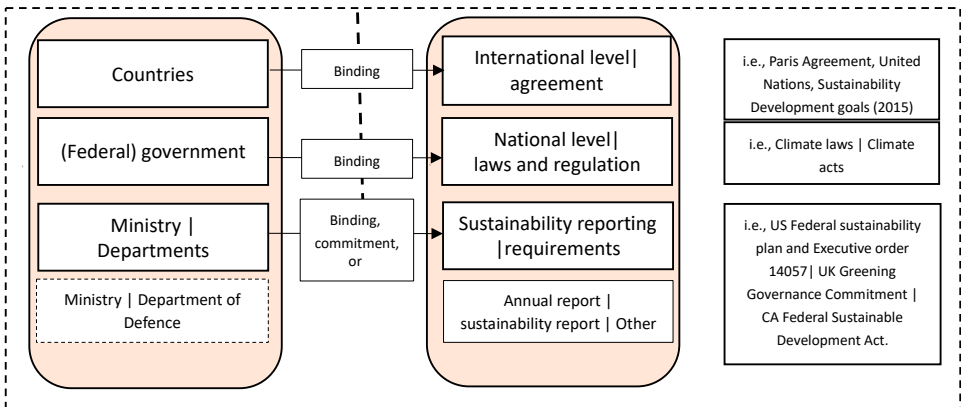 Countries
Binding
International level|
agreement
i.e., Paris Agreement, United
Nations, Sustainability
Development goals (2015)
(Federal) government
Binding
National level|
laws and regulation
i.e., Climate laws | Climate
acts
Ministry |
Departments
Binding,
commitment,
or
Sustainability reporting
|requirements
i.e., US Federal sustainability
plan and Executive order
14057| UK Greening
Governance Commitment |
CA Federal Sustainable
Development Act.
Ministry | Department of
Defence
Annual report |
sustainability report | Other